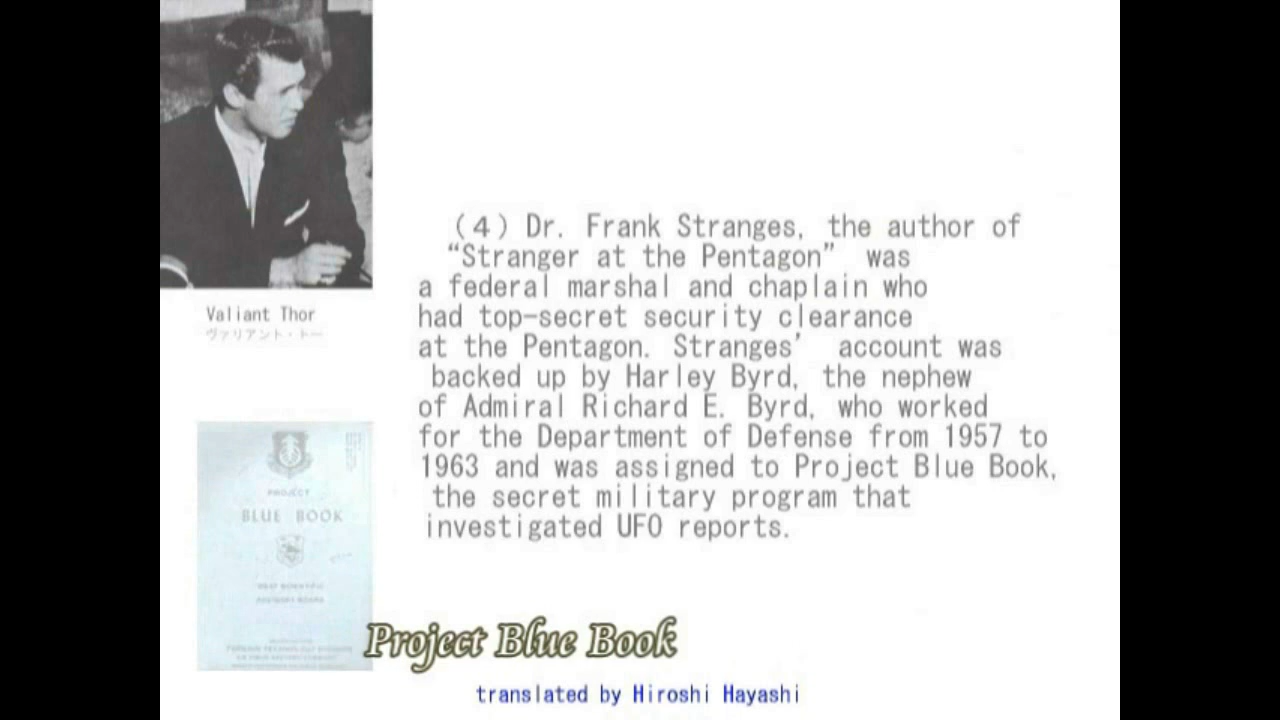 (4) Dr. Frank Stranges, the author of
“Stranger at the Pentagon” was
a federal marshal and chaplain who
had top-secret security clearance
at the Pentagon. Stranges’ account was
backed up by Harley Byrd, the nephew
of Admiral Richard E. Byrd, who worked
for the Department of Defense from 1957 to
1963 and was assigned to Project Blue Book,
the secret military program that
investigated UFO reports.
Valiant Thor
ヴァリアント・トー
PROJECT
BLUE BOOK
Project Blue Book
translated by Hiroshi Hayashi